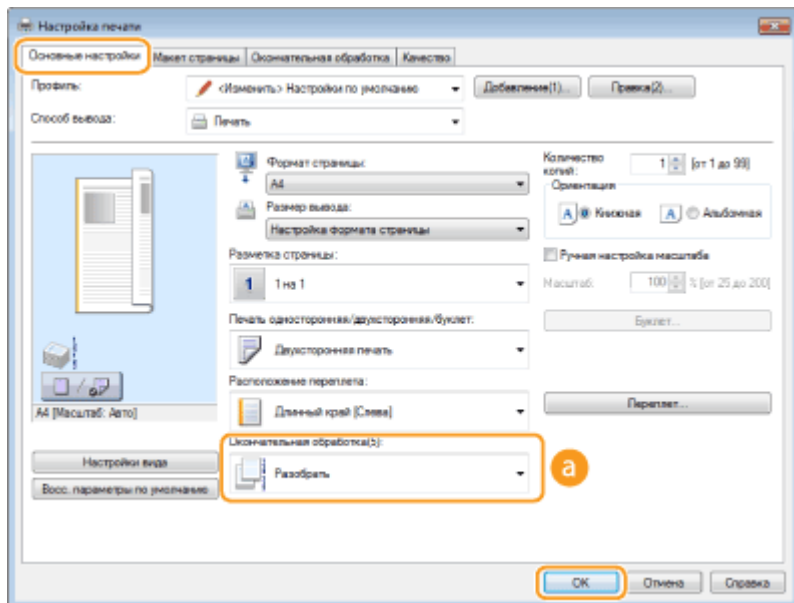 Настройка печати
Основные настройки Макет страницы Окончательная обработка Качество
Профиль: <Изменить> Настройки по умолчанию Добавление(1)... Правка(2)...
Способ вывода: Печать
Формат страницы:
A4
Размер вывода:
Настройка формата страницы
Количество копий: 1 [от 1 до 99]
Ориентация
A Книжная A Альбомная
Разметка страницы:
1 1 на 1
Ручная настройка масштаба
Масштаб: 100 % [от 25 до 200]
Печать односторонняя/двухсторонняя/буклет:
Двухсторонняя печать
Буклет...
Расположение переплета:
Длинный край [Слева]
Переплет...
A4 [Масштаб: Авто]
Окончательная обработка(5):
Разобрать
a
Настройки вида
Восс. параметры по умолчанию
OK Отмена Справка